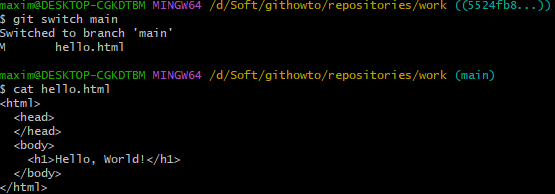 maxim@DESKTOP-CGKDTBM MINGW64 /d/Soft/githowto/repositories/work ((5524fb8...))
$ git switch main
Switched to branch 'main'
M       hello.html
maxim@DESKTOP-CGKDTBM MINGW64 /d/Soft/githowto/repositories/work (main)
$ cat hello.html
<html>
  <head>
  </head>
  <body>
    <h1>Hello, World!</h1>
  </body>
</html>